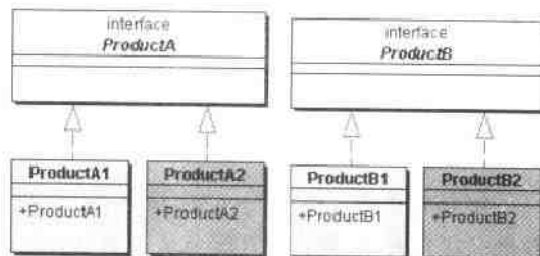 interface
ProductA
interface
ProductB
ProductA1
+ProductA1
ProductA2
+ProductA2
ProductB1
+ProductB1
ProductB2
+ProductB2